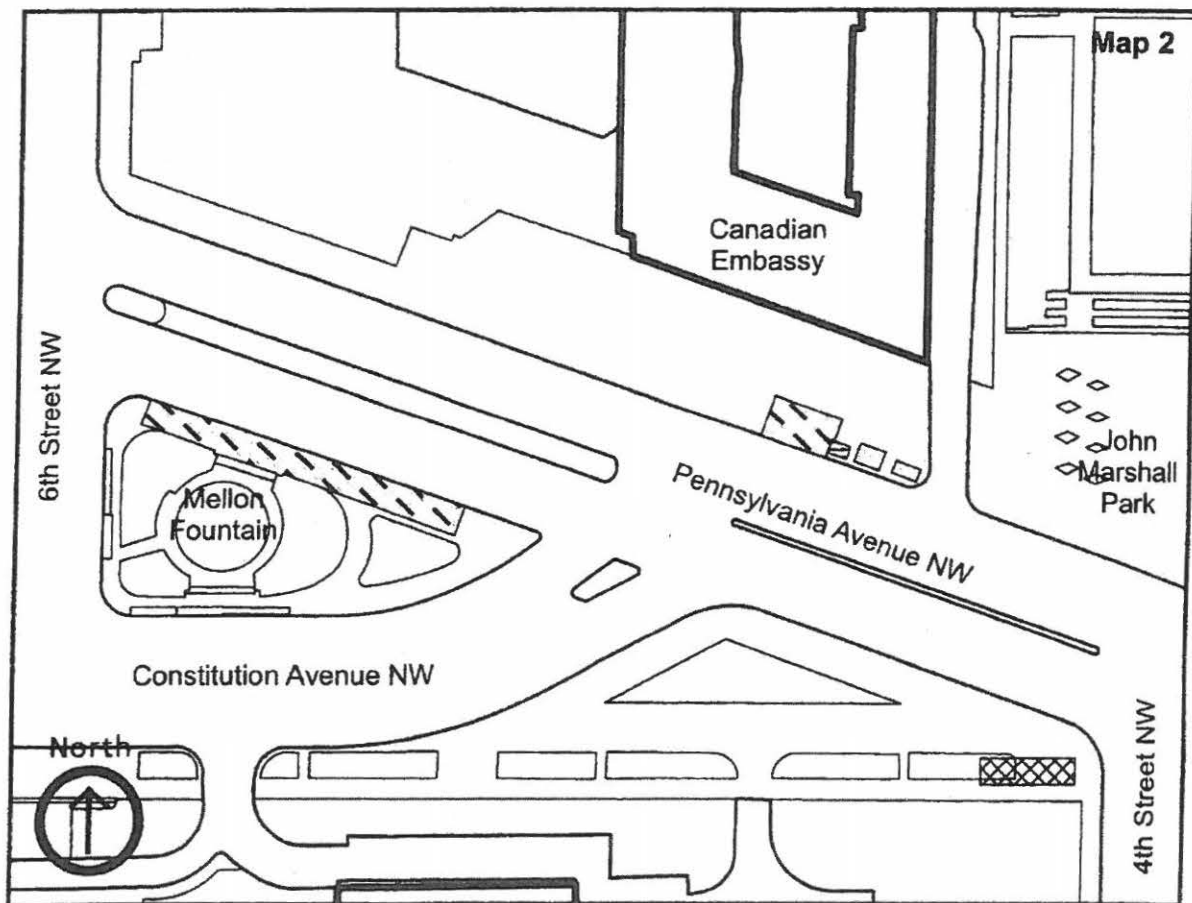 Map 2
Canadian
Embassy
6th Street NW
John
Marshall
Park
Mellon
Fountain
Pennsylvania Avenue NW
Constitution Avenue NW
North
4th Street NW